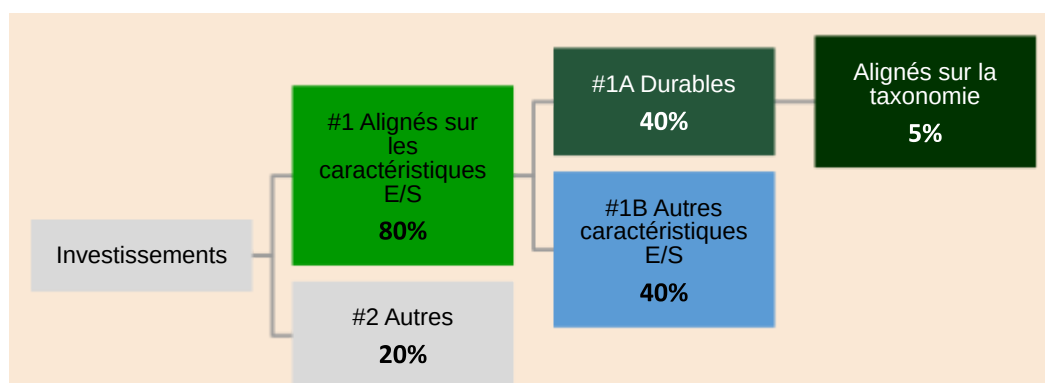 Investissements
#1 Alignés sur
les
caractéristiques
E/S
80%
#2 Autres
20%
#1A Durables
40%
#1B Autres
caractéristiques
E/S
40%
Alignés sur la
taxonomie
5%